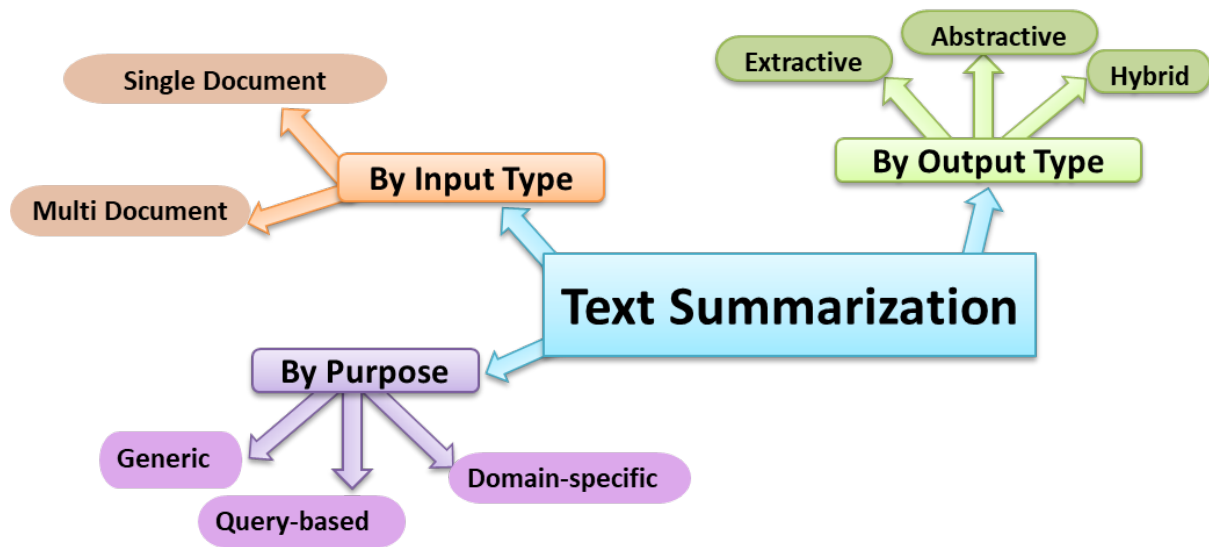 Single Document
Multi Document
By Input Type
Extractive
Abstractive
Hybrid
By Output Type
Text Summarization
By Purpose
Generic
Query-based
Domain-specific